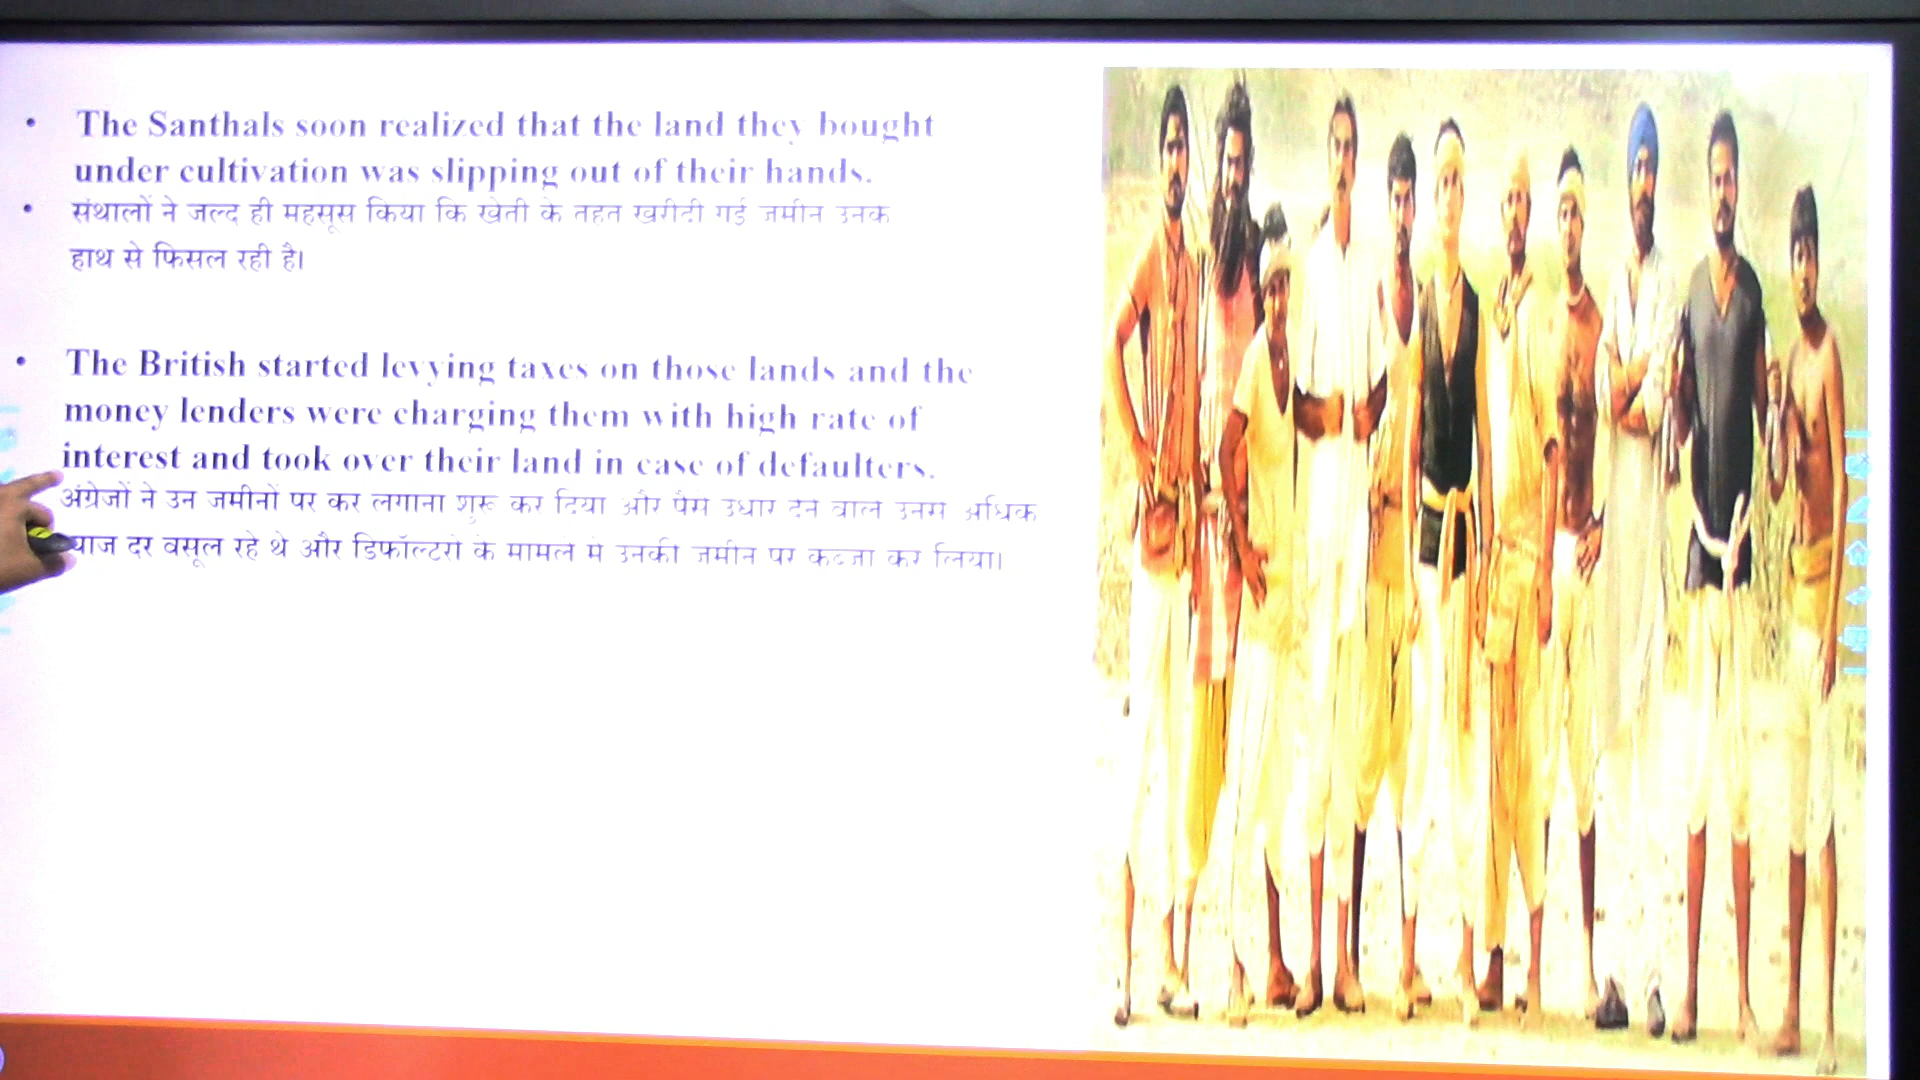 • The Santhals soon realized that the land they bought
under cultivation was slipping out of their hands.
• संथालों ने जल्द ही महसूस किया कि खेती के तहत खरीदी गई जमीन उनके
हाथ से फिसल रही है।
• The British started levying taxes on those lands and the
money lenders were charging them with high rate of
interest and took over their land in case of defaulters.
अंग्रेजों ने उन जमीनों पर कर लगाना शुरू कर दिया और पैसे उधार देने वाले उनसे अधिक
दर वसूल रहे थे और डिफॉल्टरों के मामले में उनकी जमीन पर कब्जा कर लिया।